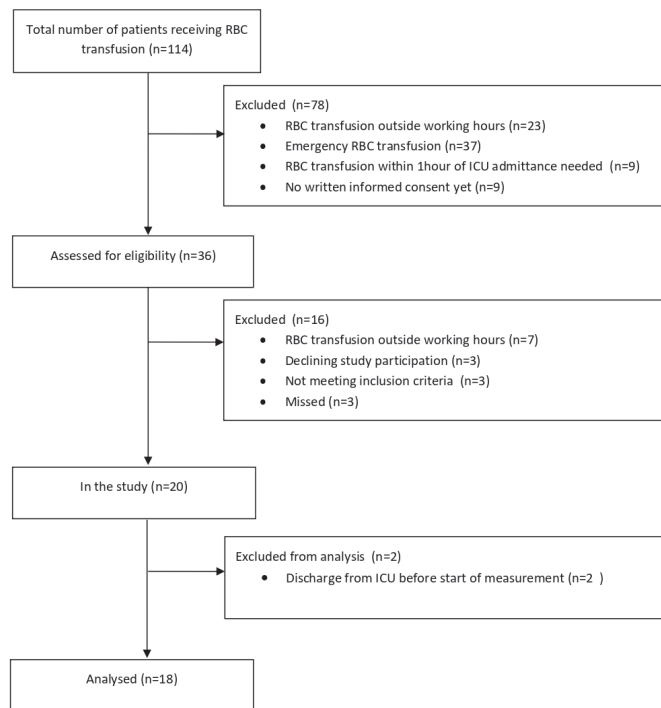 Total number of patients receiving RBC
transfusion (n=114)
Excluded (n=78)
• RBC transfusion outside working hours (n=23)
• Emergency RBC transfusion (n=37)
• RBC transfusion within 1hour of ICU admittance needed (n=9)
• No written informed consent yet (n=9)
Assessed for eligibility (n=36)
Excluded (n=16)
• RBC transfusion outside working hours (n=7)
• Declining study participation (n=3)
• Not meeting inclusion criteria (n=3)
• Missed (n=3)
In the study (n=20)
Excluded from analysis (n=2)
• Discharge from ICU before start of measurement (n=2 )
Analysed (n=18)